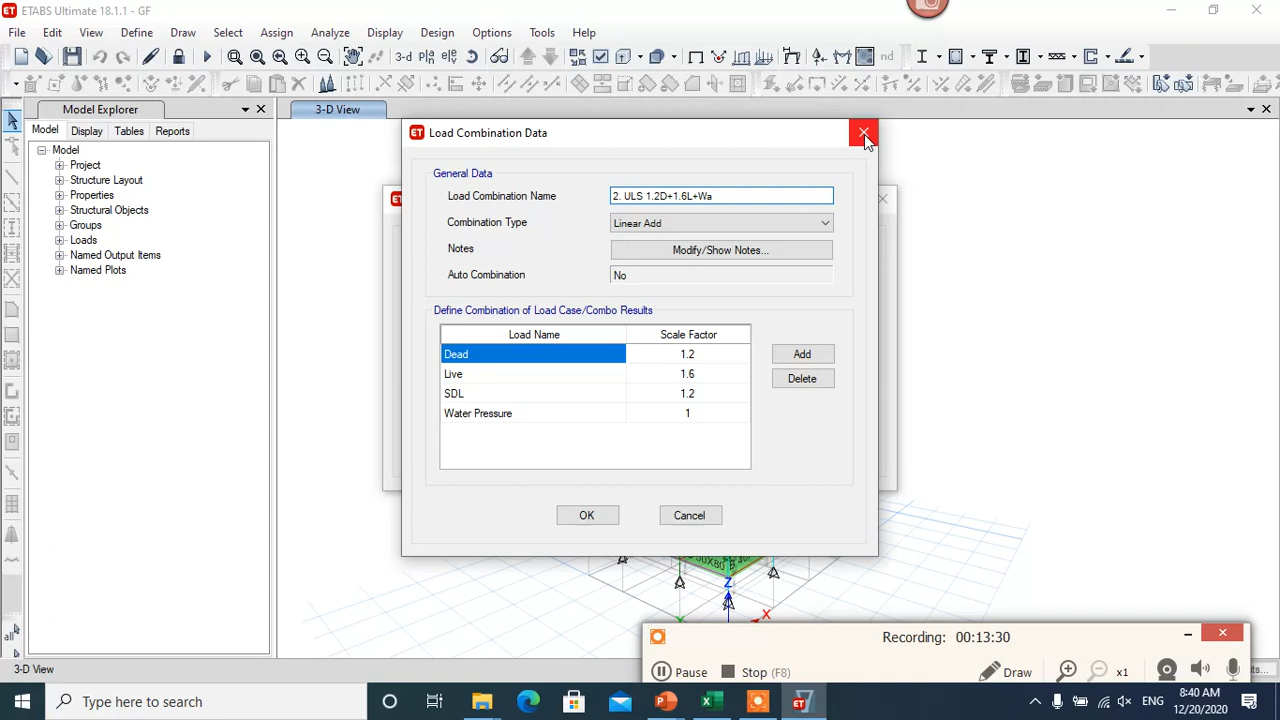 ETABS Ultimate 18.1.1 - GF
File Edit View Define Draw Select Assign Analyze Display Design Options Tools Help
3-d pla ele nd
Model Explorer
3-D View
Model Display Tables Reports
Model
Project
Structure Layout
Properties
Structural Objects
Groups
Loads
Named Output Items
Named Plots
Load Combination Data
General Data
Load Combination Name 2. ULS 1.2D+1.6L+Wa
Combination Type Linear Add
Notes Modify/Show Notes...
Auto Combination No
Define Combination of Load Case/Combo Results
Load Name Scale Factor
Dead 1.2
Live 1.6
SDL 1.2
Water Pressure 1
Add
Delete
OK Cancel
Z
X
all
3-D View
Recording: 00:13:30
Pause Stop (F8) Draw x1
Type here to search
ENG
8:40 AM
12/20/2020